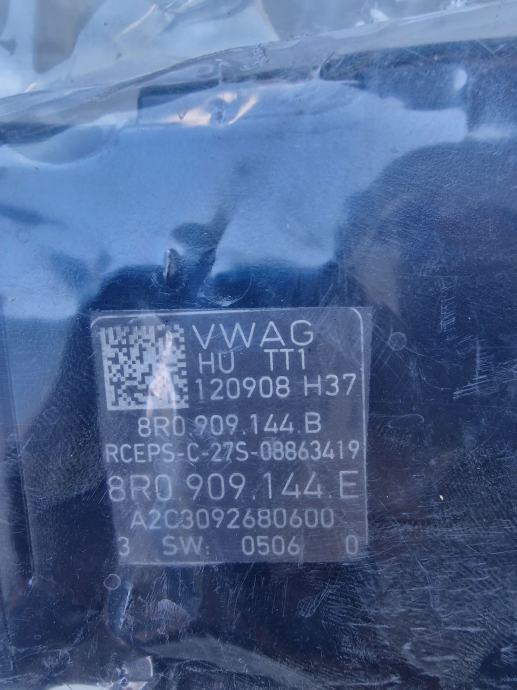 VWAG
HU TT1
120908 H37
8R0.909.144.B
RCEPS-C-27S-08863419
8R0.909.144.E
A2C3092680600
3 SW: 0506 0